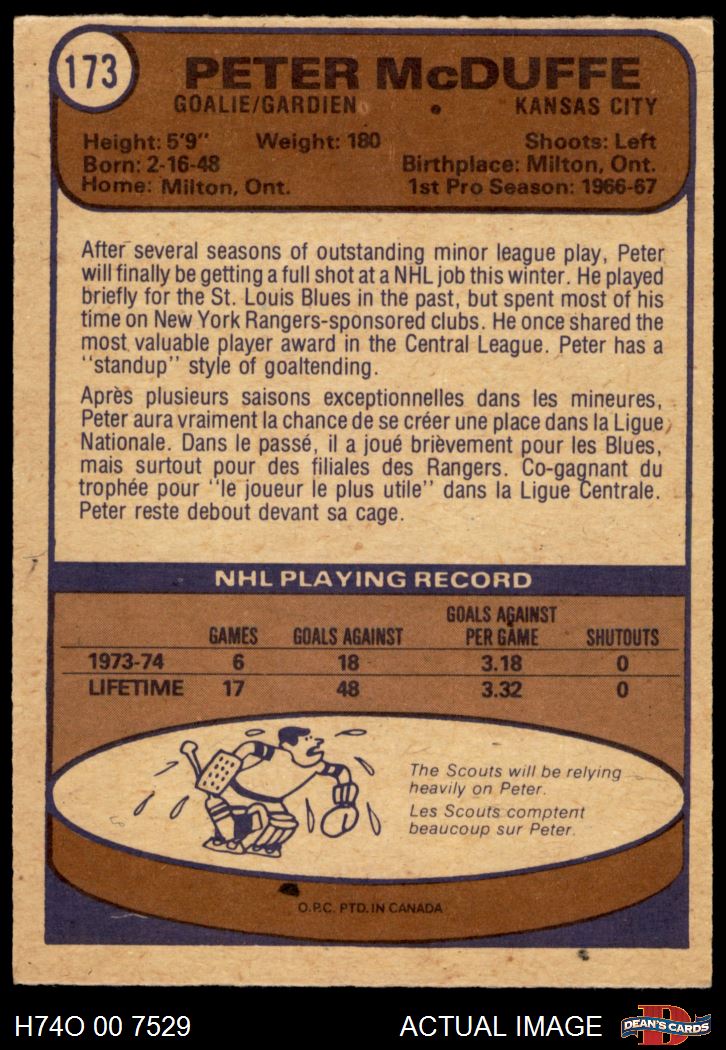 173
PETER McDUFFE
GOALIE/GARDIEN • KANSAS CITY
Height: 5'9" Weight: 180 Shoots: Left
Born: 2-16-48 Birthplace: Milton, Ont.
Home: Milton, Ont. 1st Pro Season: 1966-67
After several seasons of outstanding minor league play, Peter
will finally be getting a full shot at a NHL job this winter. He played
briefly for the St. Louis Blues in the past, but spent most of his
time on New York Rangers-sponsored clubs. He once shared the
most valuable player award in the Central League. Peter has a
"standup" style of goaltending.
Après plusieurs saisons exceptionnelles dans les mineures,
Peter aura vraiment la chance de se créer une place dans la Ligue
Nationale. Dans le passé, il a joué brièvement pour les Blues,
mais surtout pour des filiales des Rangers. Co-gagnant du
trophée pour "le joueur le plus utile" dans la Ligue Centrale.
Peter reste debout devant sa cage.
NHL PLAYING RECORD
GAMES GOALS AGAINST GOALS AGAINST PER GAME SHUTOUTS
1973-74 6 18 3.18 0
LIFETIME 17 48 3.32 0
The Scouts will be relying
heavily on Peter.
Les Scouts comptent
beaucoup sur Peter.
O.P.C. PTD. IN CANADA
H74O 00 7529 ACTUAL IMAGE D DEAN'S CARDS